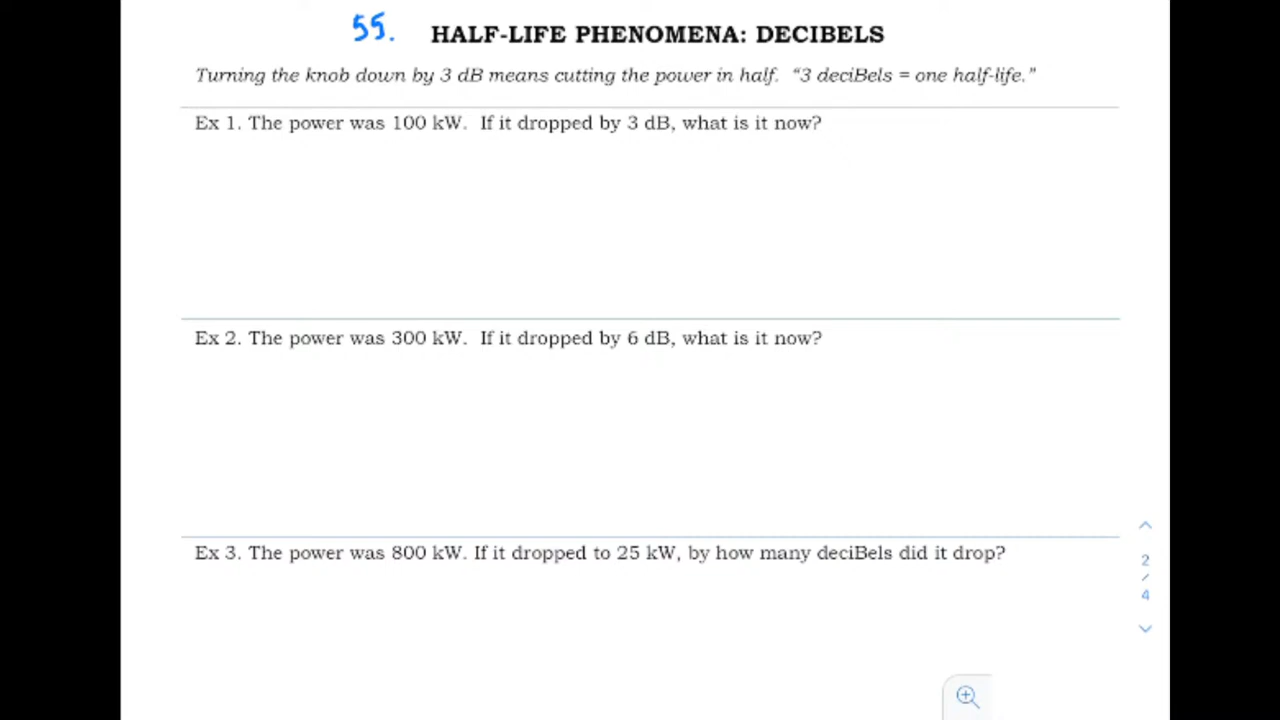 55. HALF-LIFE PHENOMENA: DECIBELS
Turning the knob down by 3 dB means cutting the power in half. “3 deciBels = one half-life.”
Ex 1. The power was 100 kW. If it dropped by 3 dB, what is it now?
Ex 2. The power was 300 kW. If it dropped by 6 dB, what is it now?
Ex 3. The power was 800 kW. If it dropped to 25 kW, by how many deciBels did it drop?
2
/
4